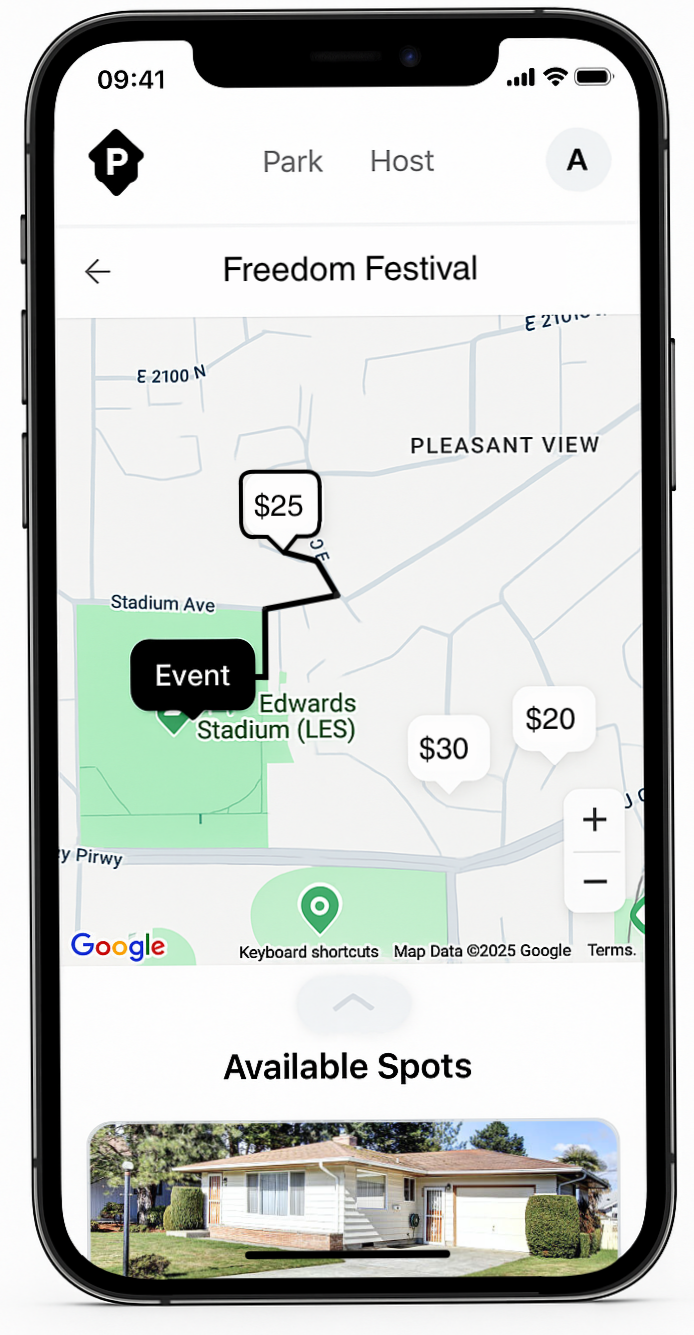 09:41
P
Park Host
A
Freedom Festival
E 2100 N
PLEASANT VIEW
$25
Stadium Ave
Event
Edwards
Stadium (LES)
$20
$30
+
−
Pirwy
Google
Keyboard shortcuts Map Data ©2025 Google Terms.
Available Spots